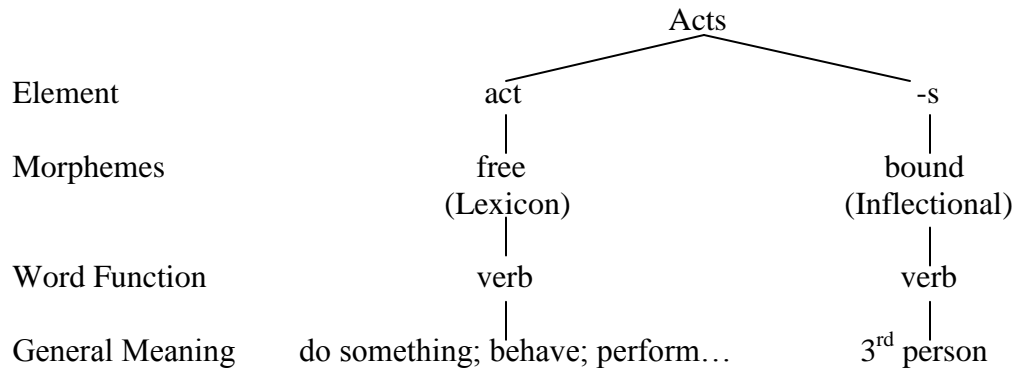 Acts
Element act -s
Morphemes free bound
(Lexicon) (Inflectional)
Word Function verb verb
General Meaning do something; behave; perform… 3rd person